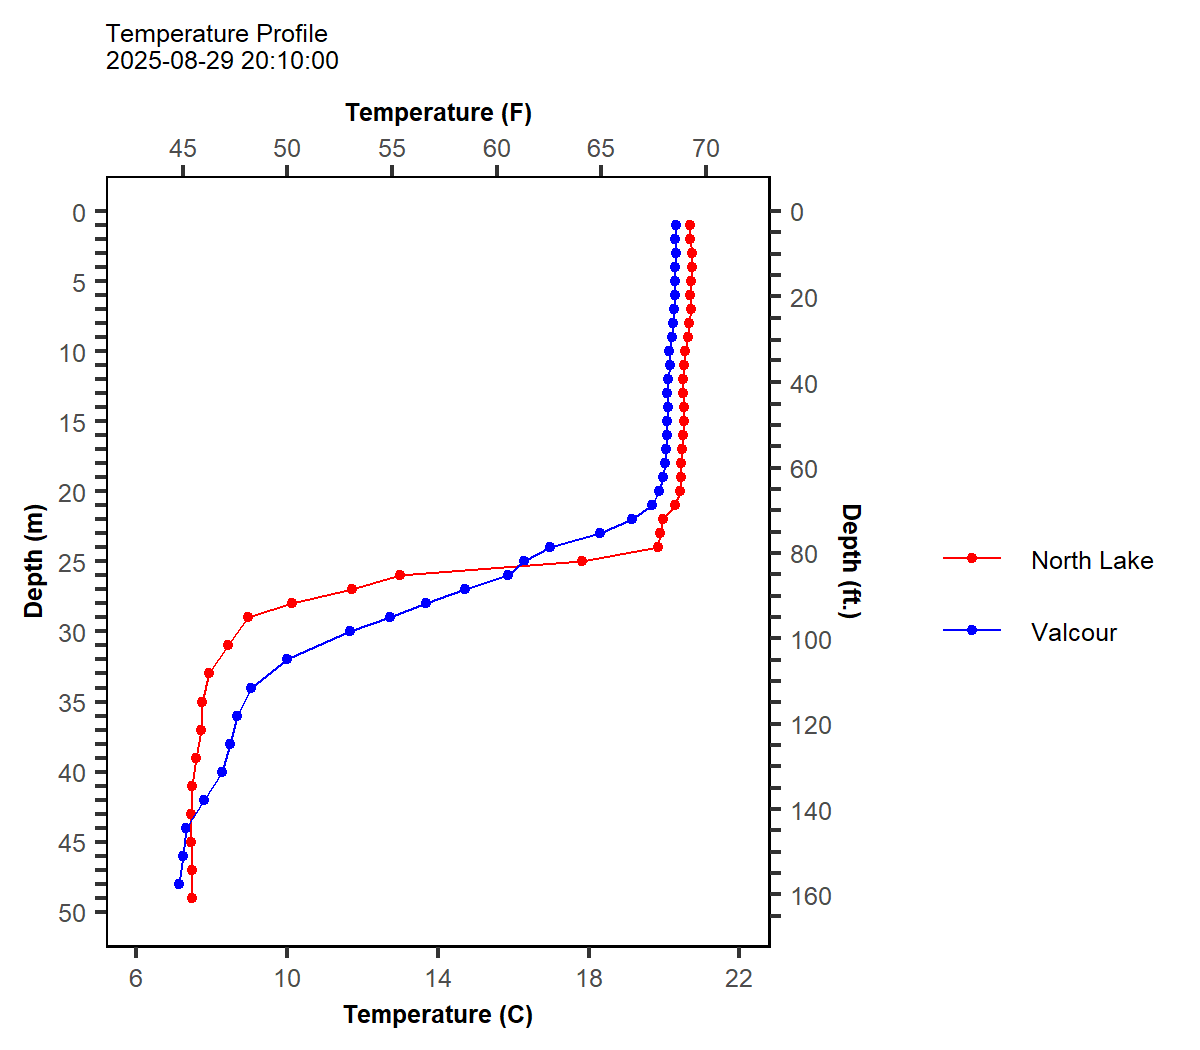 Temperature Profile
2025-08-29 20:10:00
Temperature (F)
45 50 55 60 65 70
0
5
10
15
20
25
30
35
40
45
50
Depth (m)
0
20
40
60
80
100
120
140
160
Depth (ft.)
6 10 14 18 22
Temperature (C)
North Lake
Valcour